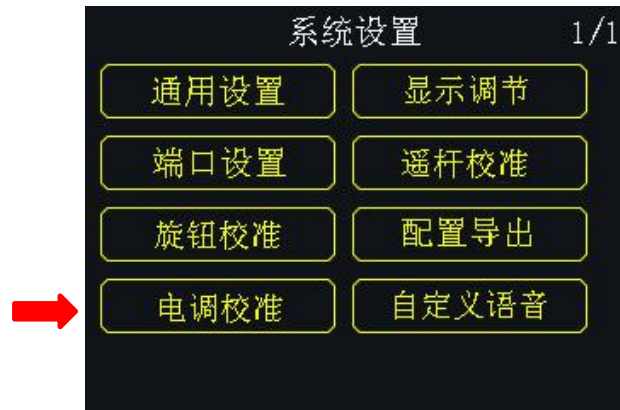 系统设置 1/1
通用设置 显示调节
端口设置 遥杆校准
旋钮校准 配置导出
电调校准 自定义语音